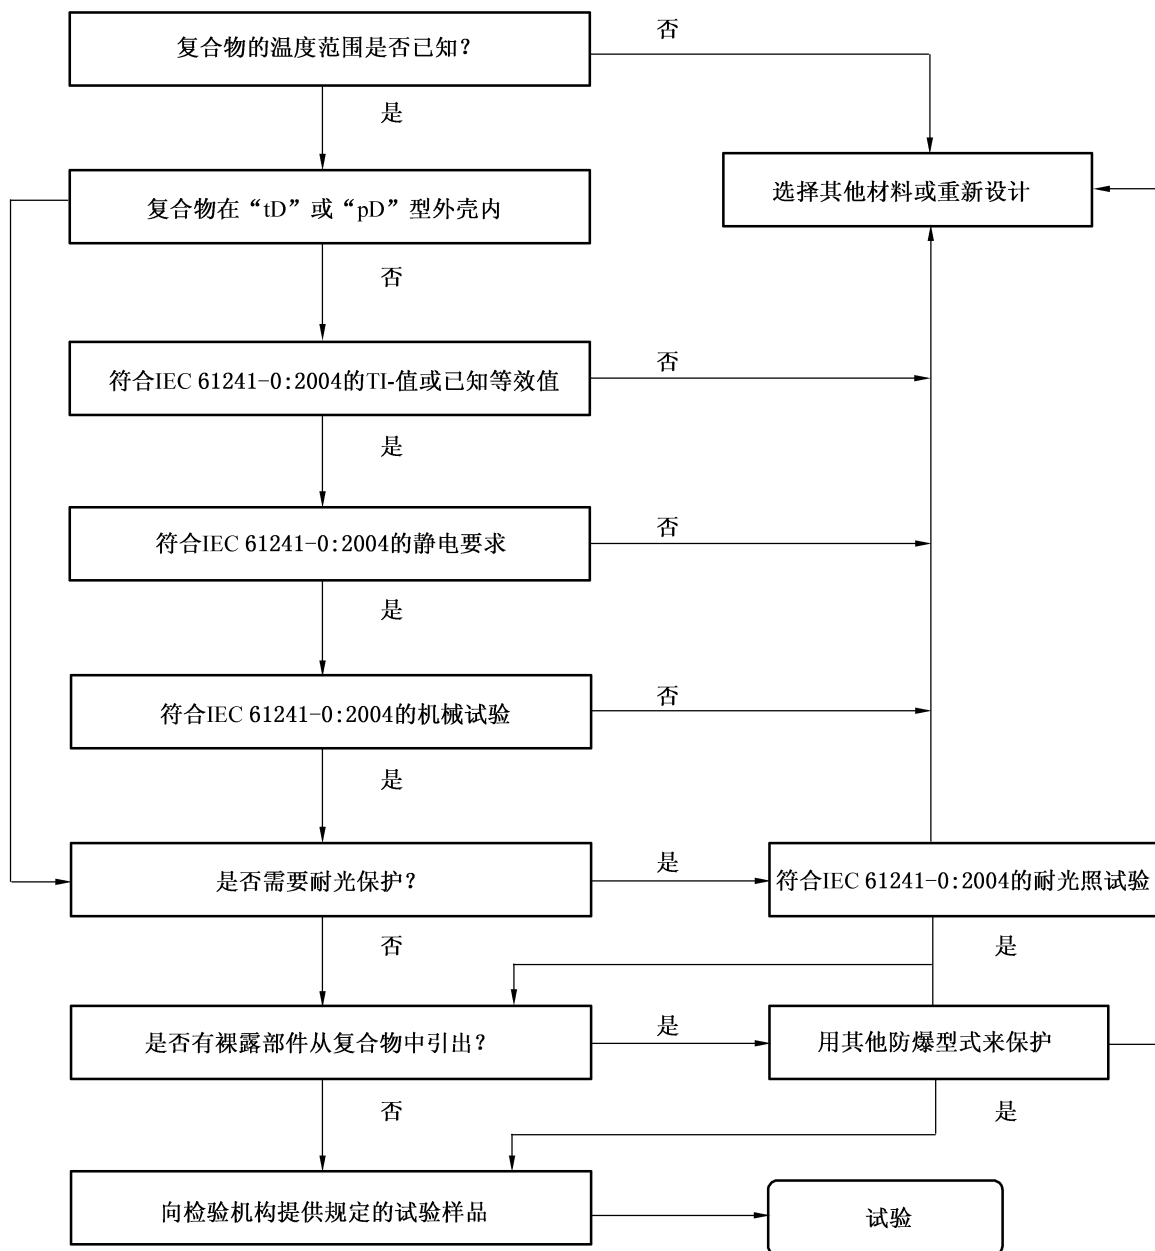 复合物的温度范围是否已知？
否
是
选择其他材料或重新设计
复合物在“tD”或“pD”型外壳内
否
符合IEC 61241-0:2004的TI-值或已知等效值
否
是
符合IEC 61241-0:2004的静电要求
否
是
符合IEC 61241-0:2004的机械试验
否
是
是否需要耐光保护？
是
符合IEC 61241-0:2004的耐光照试验
否
是
是否有裸露部件从复合物中引出？
是
用其他防爆型式来保护
否
是
向检验机构提供规定的试验样品
试验